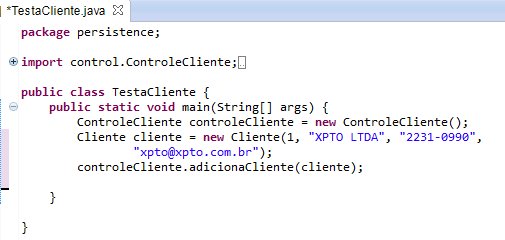 *TestaCliente.java
package persistence;
import control.ControleCliente;
public class TestaCliente {
public static void main(String[] args) {
ControleCliente controleCliente = new ControleCliente();
Cliente cliente = new Cliente(1, "XPTO LTDA", "2231-0990",
"xpto@xpto.com.br");
controleCliente.adicionaCliente(cliente);
}
}